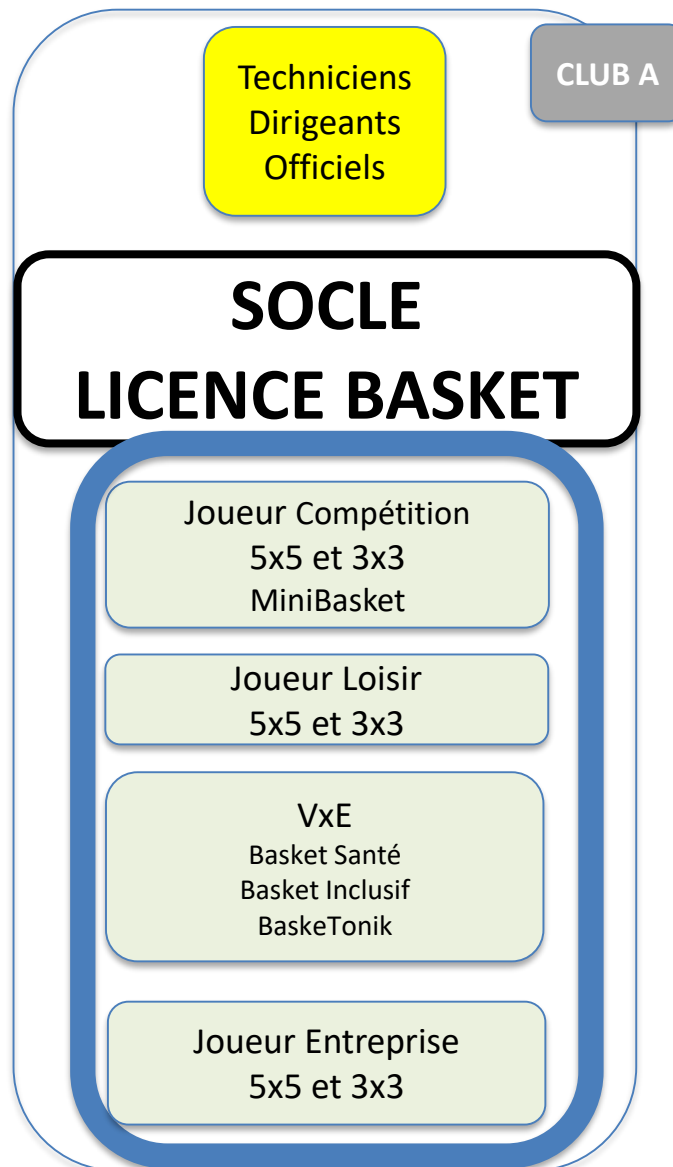 Techniciens
Dirigeants
Officiels
CLUB A
SOCLE
LICENCE BASKET
Joueur Compétition
5x5 et 3x3
MiniBasket
Joueur Loisir
5x5 et 3x3
VxE
Basket Santé
Basket Inclusif
BaskeTonik
Joueur Entreprise
5x5 et 3x3